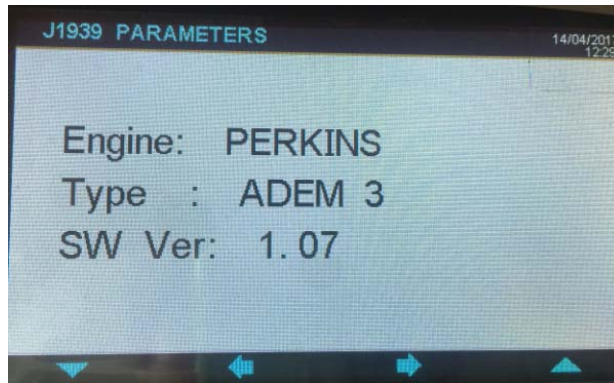 J1939 PARAMETERS
14/04/2017
12:29
Engine: PERKINS
Type : ADEM 3
SW Ver: 1.07